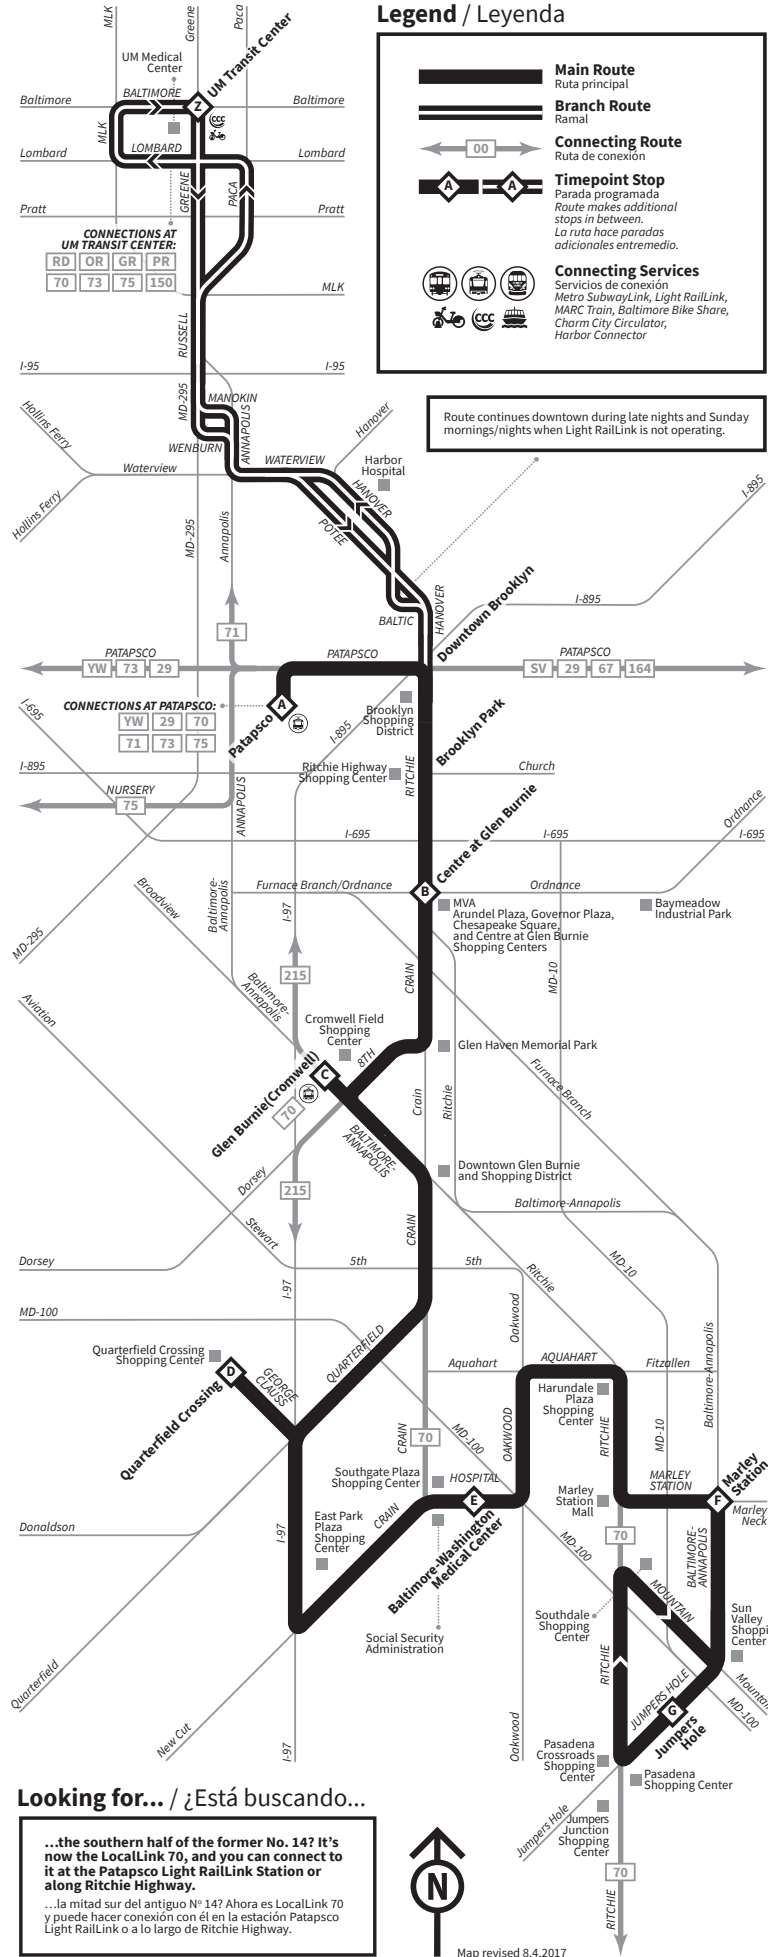 Legend / Leyenda
Main Route
Ruta principal
Branch Route
Ramal
00
Connecting Route
Ruta de conexión
A
A
Timepoint Stop
Parada programada
Route makes additional
stops in between.
La ruta hace paradas
adicionales entremedio.
CCC
Connecting Services
Servicios de conexión
Metro SubwayLink, Light RailLink,
MARC Train, Baltimore Bike Share,
Charm City Circulator,
Harbor Connector
MLK
Greene
Paca
UM Transit Center
UM Medical
Center
Baltimore
BALTIMORE
Z
Baltimore
CCC
MLK
Lombard
LOMBARD
Lombard
GREENE
PACA
Pratt
Pratt
CONNECTIONS AT
UM TRANSIT CENTER:
RD OR GR PR
70 73 75 150
MLK
RUSSELL
I-95
I-95
MD-295
MANOKIN
ANNAPOLIS
WENBURN
Route continues downtown during late nights and Sunday
mornings/nights when Light RailLink is not operating.
Hollins Ferry
Hanover
Waterview
WATERVIEW
Harbor
Hospital
Hollins Ferry
HANOVER
POTEE
I-895
MD-295
Annapolis
I-895
BALTIC
HANOVER
Downtown Brooklyn
71
PATAPSCO
YW 73 29
PATAPSCO
PATAPSCO
SV 29 67 164
CONNECTIONS AT PATAPSCO:
YW 29 70
71 73 75
A
Patapsco
I-695
I-895
Brooklyn
Shopping
District
Brooklyn Park
I-895
Ritchie Highway
Shopping Center
RITCHIE
Church
NURSERY
75
ANNAPOLIS
I-695
I-695
I-695
Ordnance
Centre at Glen Burnie
Broadview
Baltimore-
Annapolis
Furnace Branch/Ordnance
B
Ordnance
MVA
Arundel Plaza, Governor Plaza,
Chesapeake Square,
and Centre at Glen Burnie
Shopping Centers
Baymeadow
Industrial Park
MD-295
I-97
215
CRAIN
MD-10
Aviation
Baltimore-
Annapolis
Cromwell Field
Shopping
Center
8TH
Glen Haven Memorial Park
C
Glen Burnie(Cromwell)
70
Crain
Ritchie
Furnace Branch
BALTIMORE-
ANNAPOLIS
Downtown Glen Burnie
and Shopping District
Dorsey
215
Baltimore-Annapolis
CRAIN
Stewart
Dorsey
5th
5th
Ritchie
MD-10
I-97
MD-100
Oakwood
Quarterfield Crossing
Shopping Center
QUARTERFIELD
D
GEORGE
CLAUSS
Quarterfield Crossing
Aquahart
AQUAHART
Fitzallen
Baltimore-Annapolis
Harundale
Plaza
Shopping
Center
RITCHIE
MD-10
CRAIN
70
MD-100
OAKWOOD
Southgate Plaza
Shopping Center
HOSPITAL
E
Marley
Station
Mall
MARLEY
STATION
F
Marley
Station
Marley
Neck
East Park
Plaza
Shopping
Center
CRAIN
Baltimore-Washington
Medical Center
Donaldson
I-97
MD-100
70
BALTIMORE-
ANNAPOLIS
MOUNTAIN
Social Security
Administration
Southdale
Shopping
Center
Sun
Valley
Shoppi
Center
RITCHIE
JUMPERS HOLE
G
Jumpers
Hole
Mountain
MD-100
Quarterfield
New Cut
I-97
Oakwood
Pasadena
Crossroads
Shopping
Center
Pasadena
Shopping Center
Jumpers Hole
Jumpers
Junction
Shopping
Center
70
RITCHIE
Looking for... / ¿Está buscando...
…the southern half of the former No. 14? It’s
now the LocalLink 70, and you can connect to
it at the Patapsco Light RailLink Station or
along Ritchie Highway.
…la mitad sur del antiguo Nº 14? Ahora es LocalLink 70
y puede hacer conexión con él en la estación Patapsco
Light RailLink o a lo largo de Ritchie Highway.
N
Map revised 8.4.2017